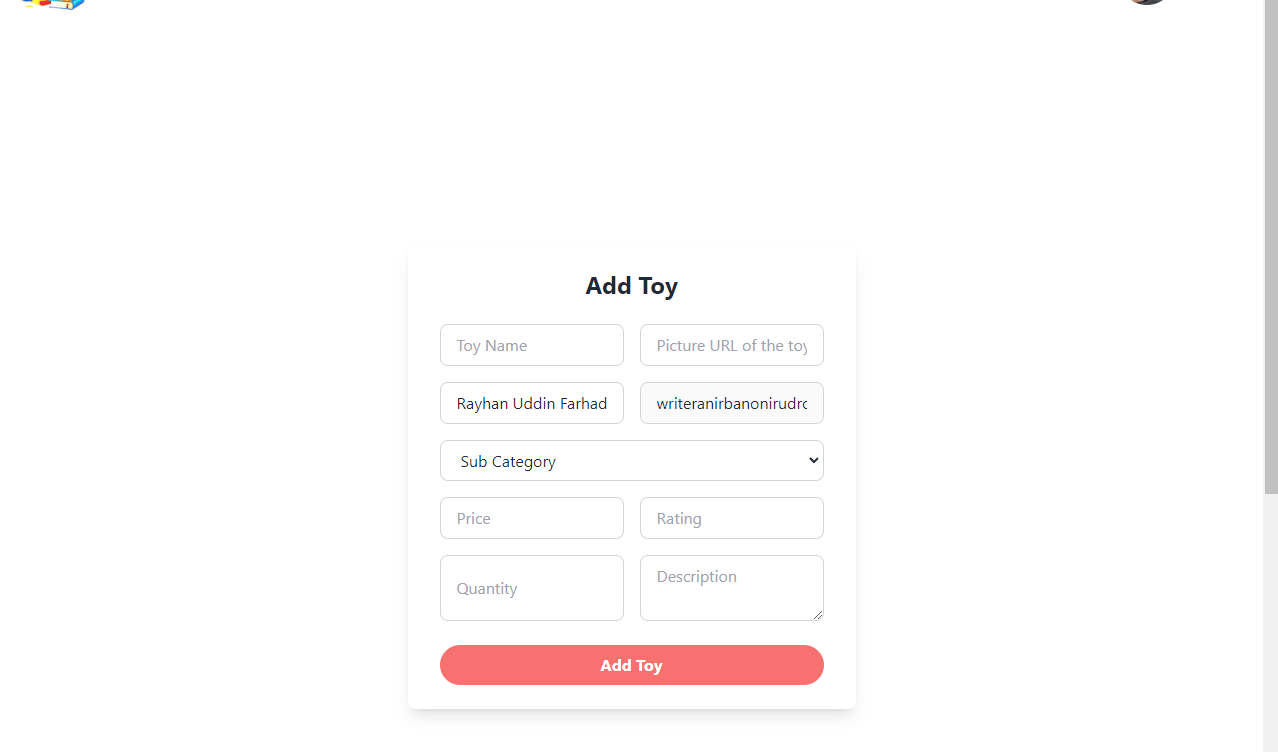 Add Toy
Toy Name
Picture URL of the toy
Rayhan Uddin Farhad
writeranirbanonirudro
Sub Category
Price
Rating
Quantity
Description
Add Toy